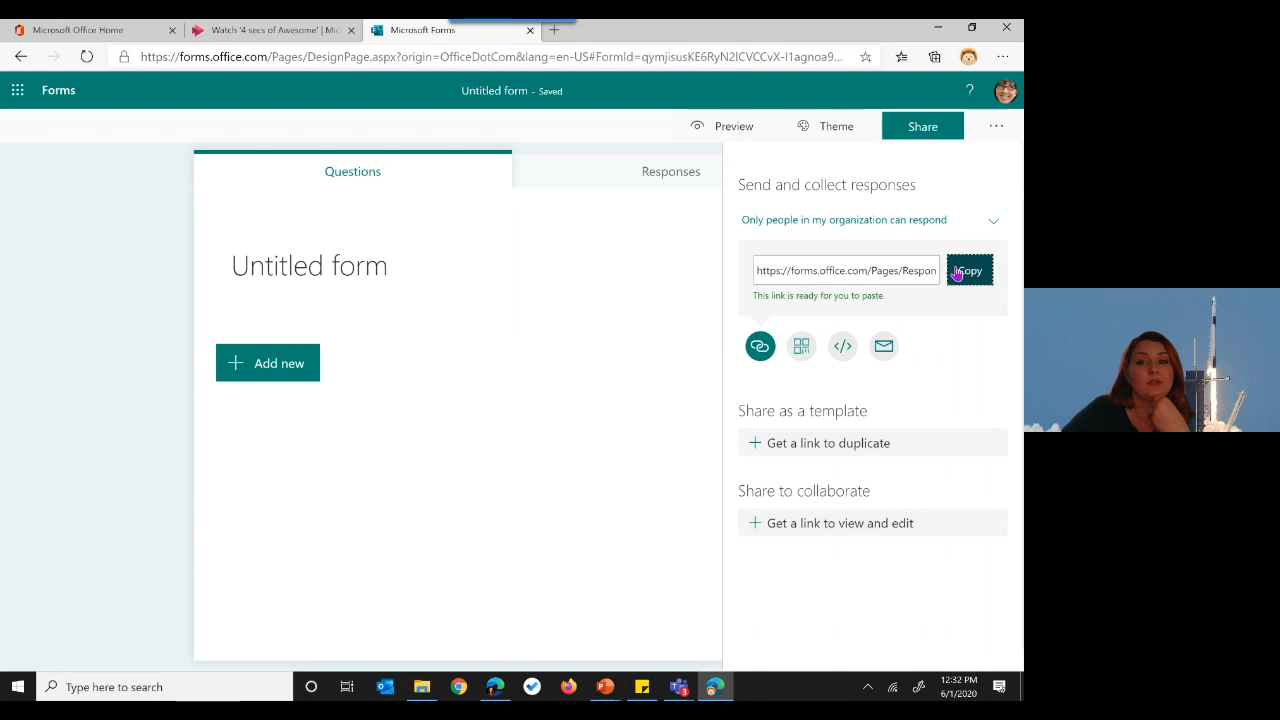 Microsoft Office Home
Watch '4 secs of Awesome' | Mic
Microsoft Forms
https://forms.office.com/Pages/DesignPage.aspx?origin=OfficeDotCom&lang=en-US#FormId=qymjisusKE6RyN2lCVCCvX-l1agnoa9...
Forms
Untitled form - Saved
?
Preview
Theme
Share
...
Questions
Responses
Untitled form
+ Add new
Send and collect responses
Only people in my organization can respond
https://forms.office.com/Pages/Respon
Copy
This link is ready for you to paste.
Share as a template
+ Get a link to duplicate
Share to collaborate
+ Get a link to view and edit
Type here to search
12:32 PM
6/1/2020